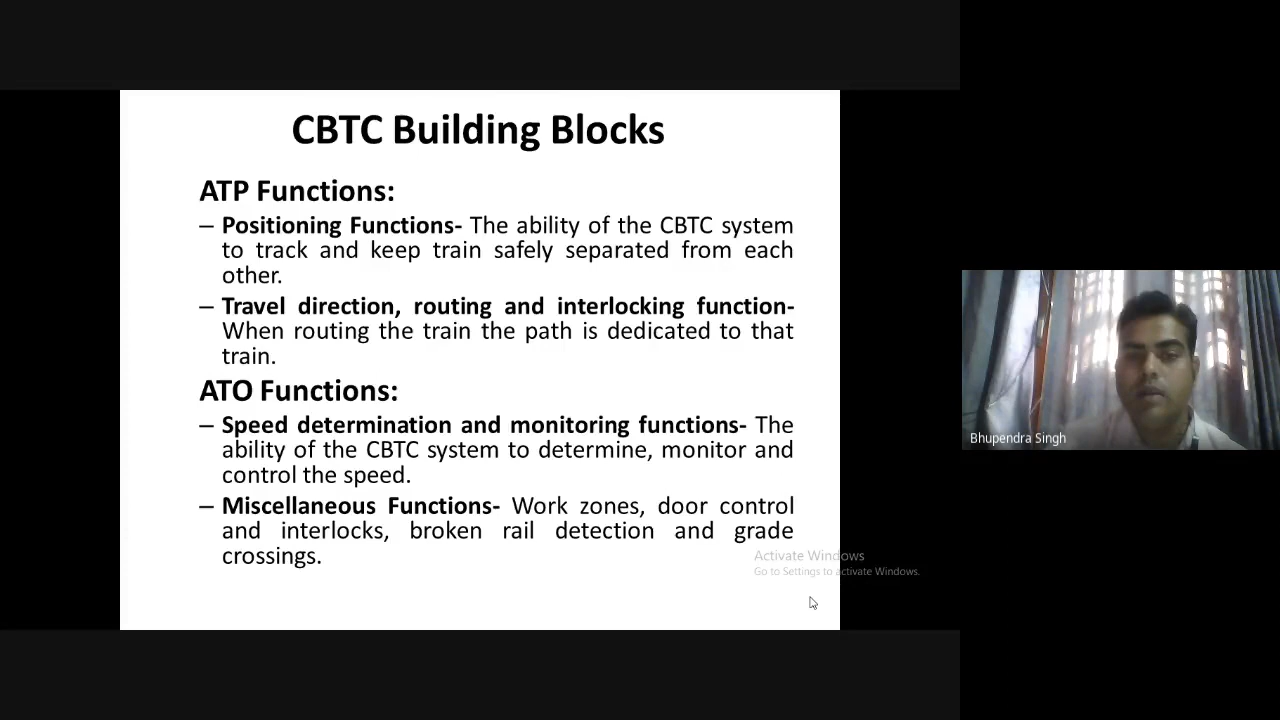 CBTC Building Blocks
ATP Functions:
– Positioning Functions- The ability of the CBTC system
to track and keep train safely separated from each
other.
– Travel direction, routing and interlocking function-
When routing the train the path is dedicated to that
train.
ATO Functions:
– Speed determination and monitoring functions- The
ability of the CBTC system to determine, monitor and
control the speed.
– Miscellaneous Functions- Work zones, door control
and interlocks, broken rail detection and grade
crossings.
Activate Windows
Go to Settings to activate Windows.
Bhupendra Singh